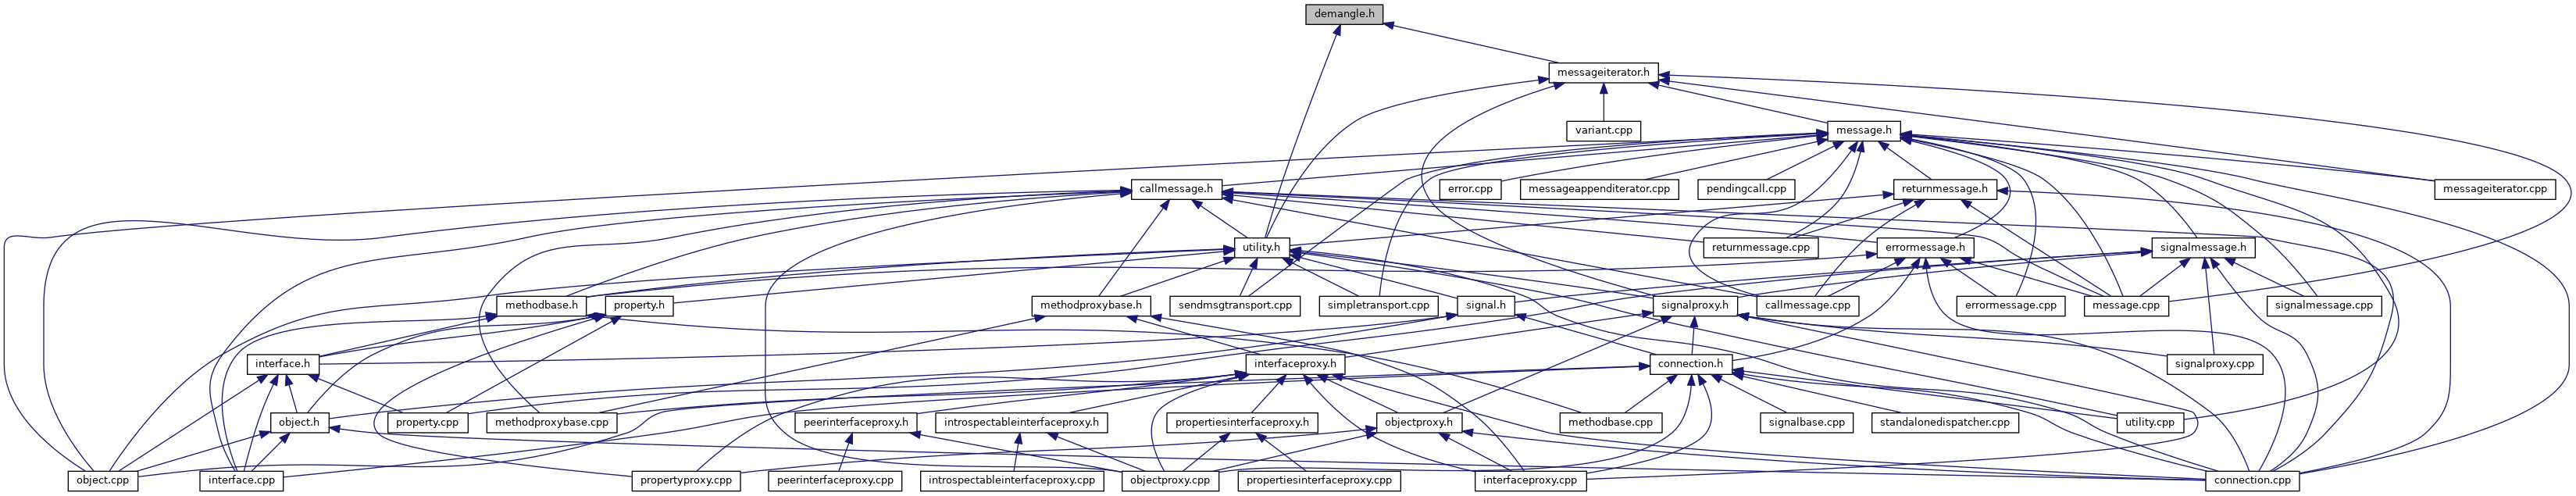 demangle.h
messageiterator.h
variant.cpp
message.h
callmessage.h
error.cpp
messageappenditerator.cpp
pendingcall.cpp
returnmessage.h
messageiterator.cpp
utility.h
returnmessage.cpp
errormessage.h
signalmessage.h
methodbase.h
property.h
methodproxybase.h
sendmsgtransport.cpp
simpletransport.cpp
signal.h
signalproxy.h
callmessage.cpp
errormessage.cpp
message.cpp
signalmessage.cpp
interface.h
interfaceproxy.h
connection.h
signalproxy.cpp
object.h
property.cpp
methodproxybase.cpp
peerinterfaceproxy.h
introspectableinterfaceproxy.h
propertiesinterfaceproxy.h
methodbase.cpp
objectproxy.h
signalbase.cpp
standalonedispatcher.cpp
utility.cpp
object.cpp
interface.cpp
propertyproxy.cpp
peerinterfaceproxy.cpp
introspectableinterfaceproxy.cpp
objectproxy.cpp
propertiesinterfaceproxy.cpp
interfaceproxy.cpp
connection.cpp